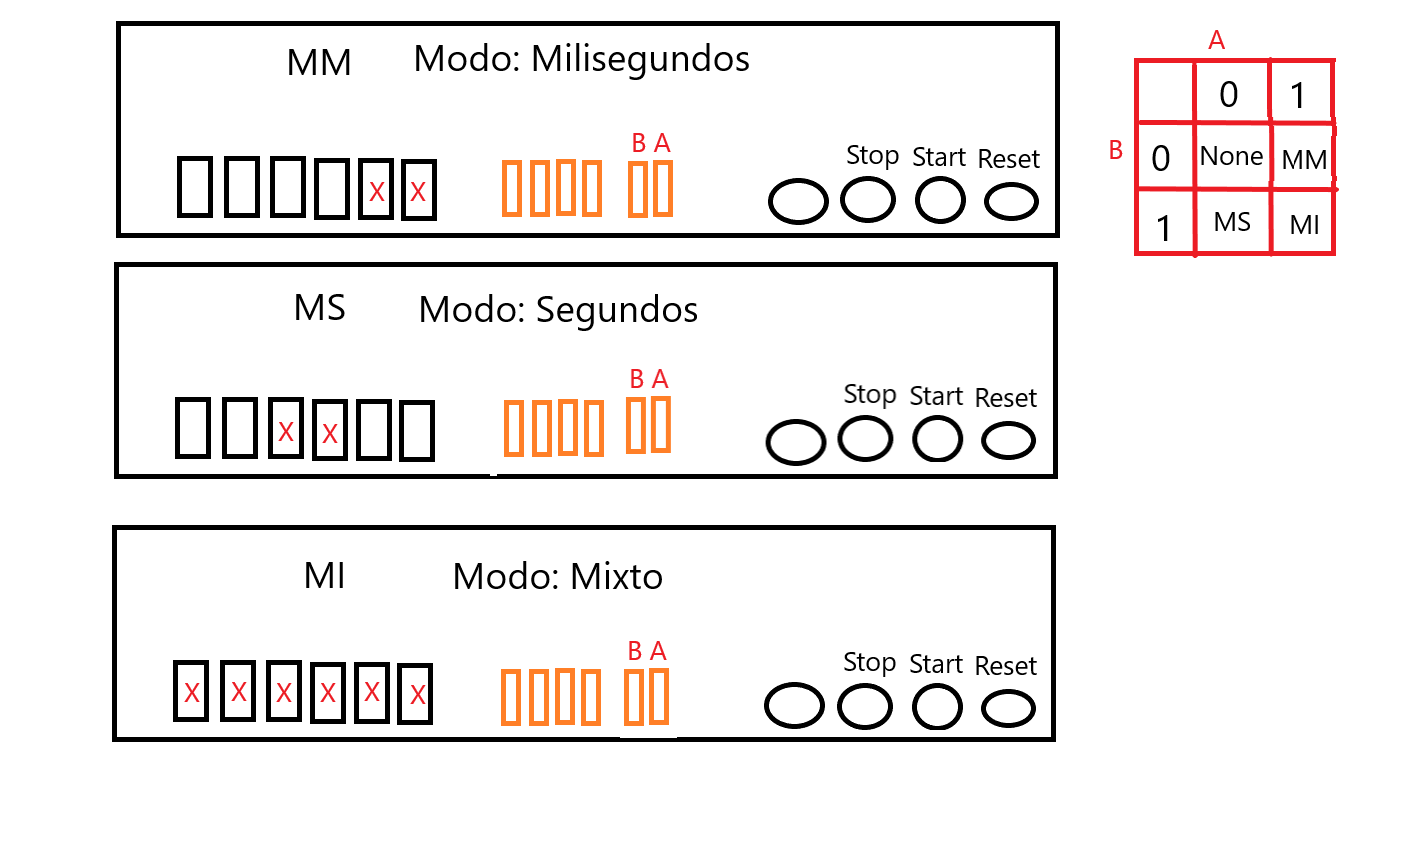 MM Modo: Milisegundos
B A
Stop Start Reset
X X
A
0 1
B 0 None MM
1 MS MI
MS Modo: Segundos
B A
Stop Start Reset
X X
MI Modo: Mixto
B A
Stop Start Reset
X X X X X X